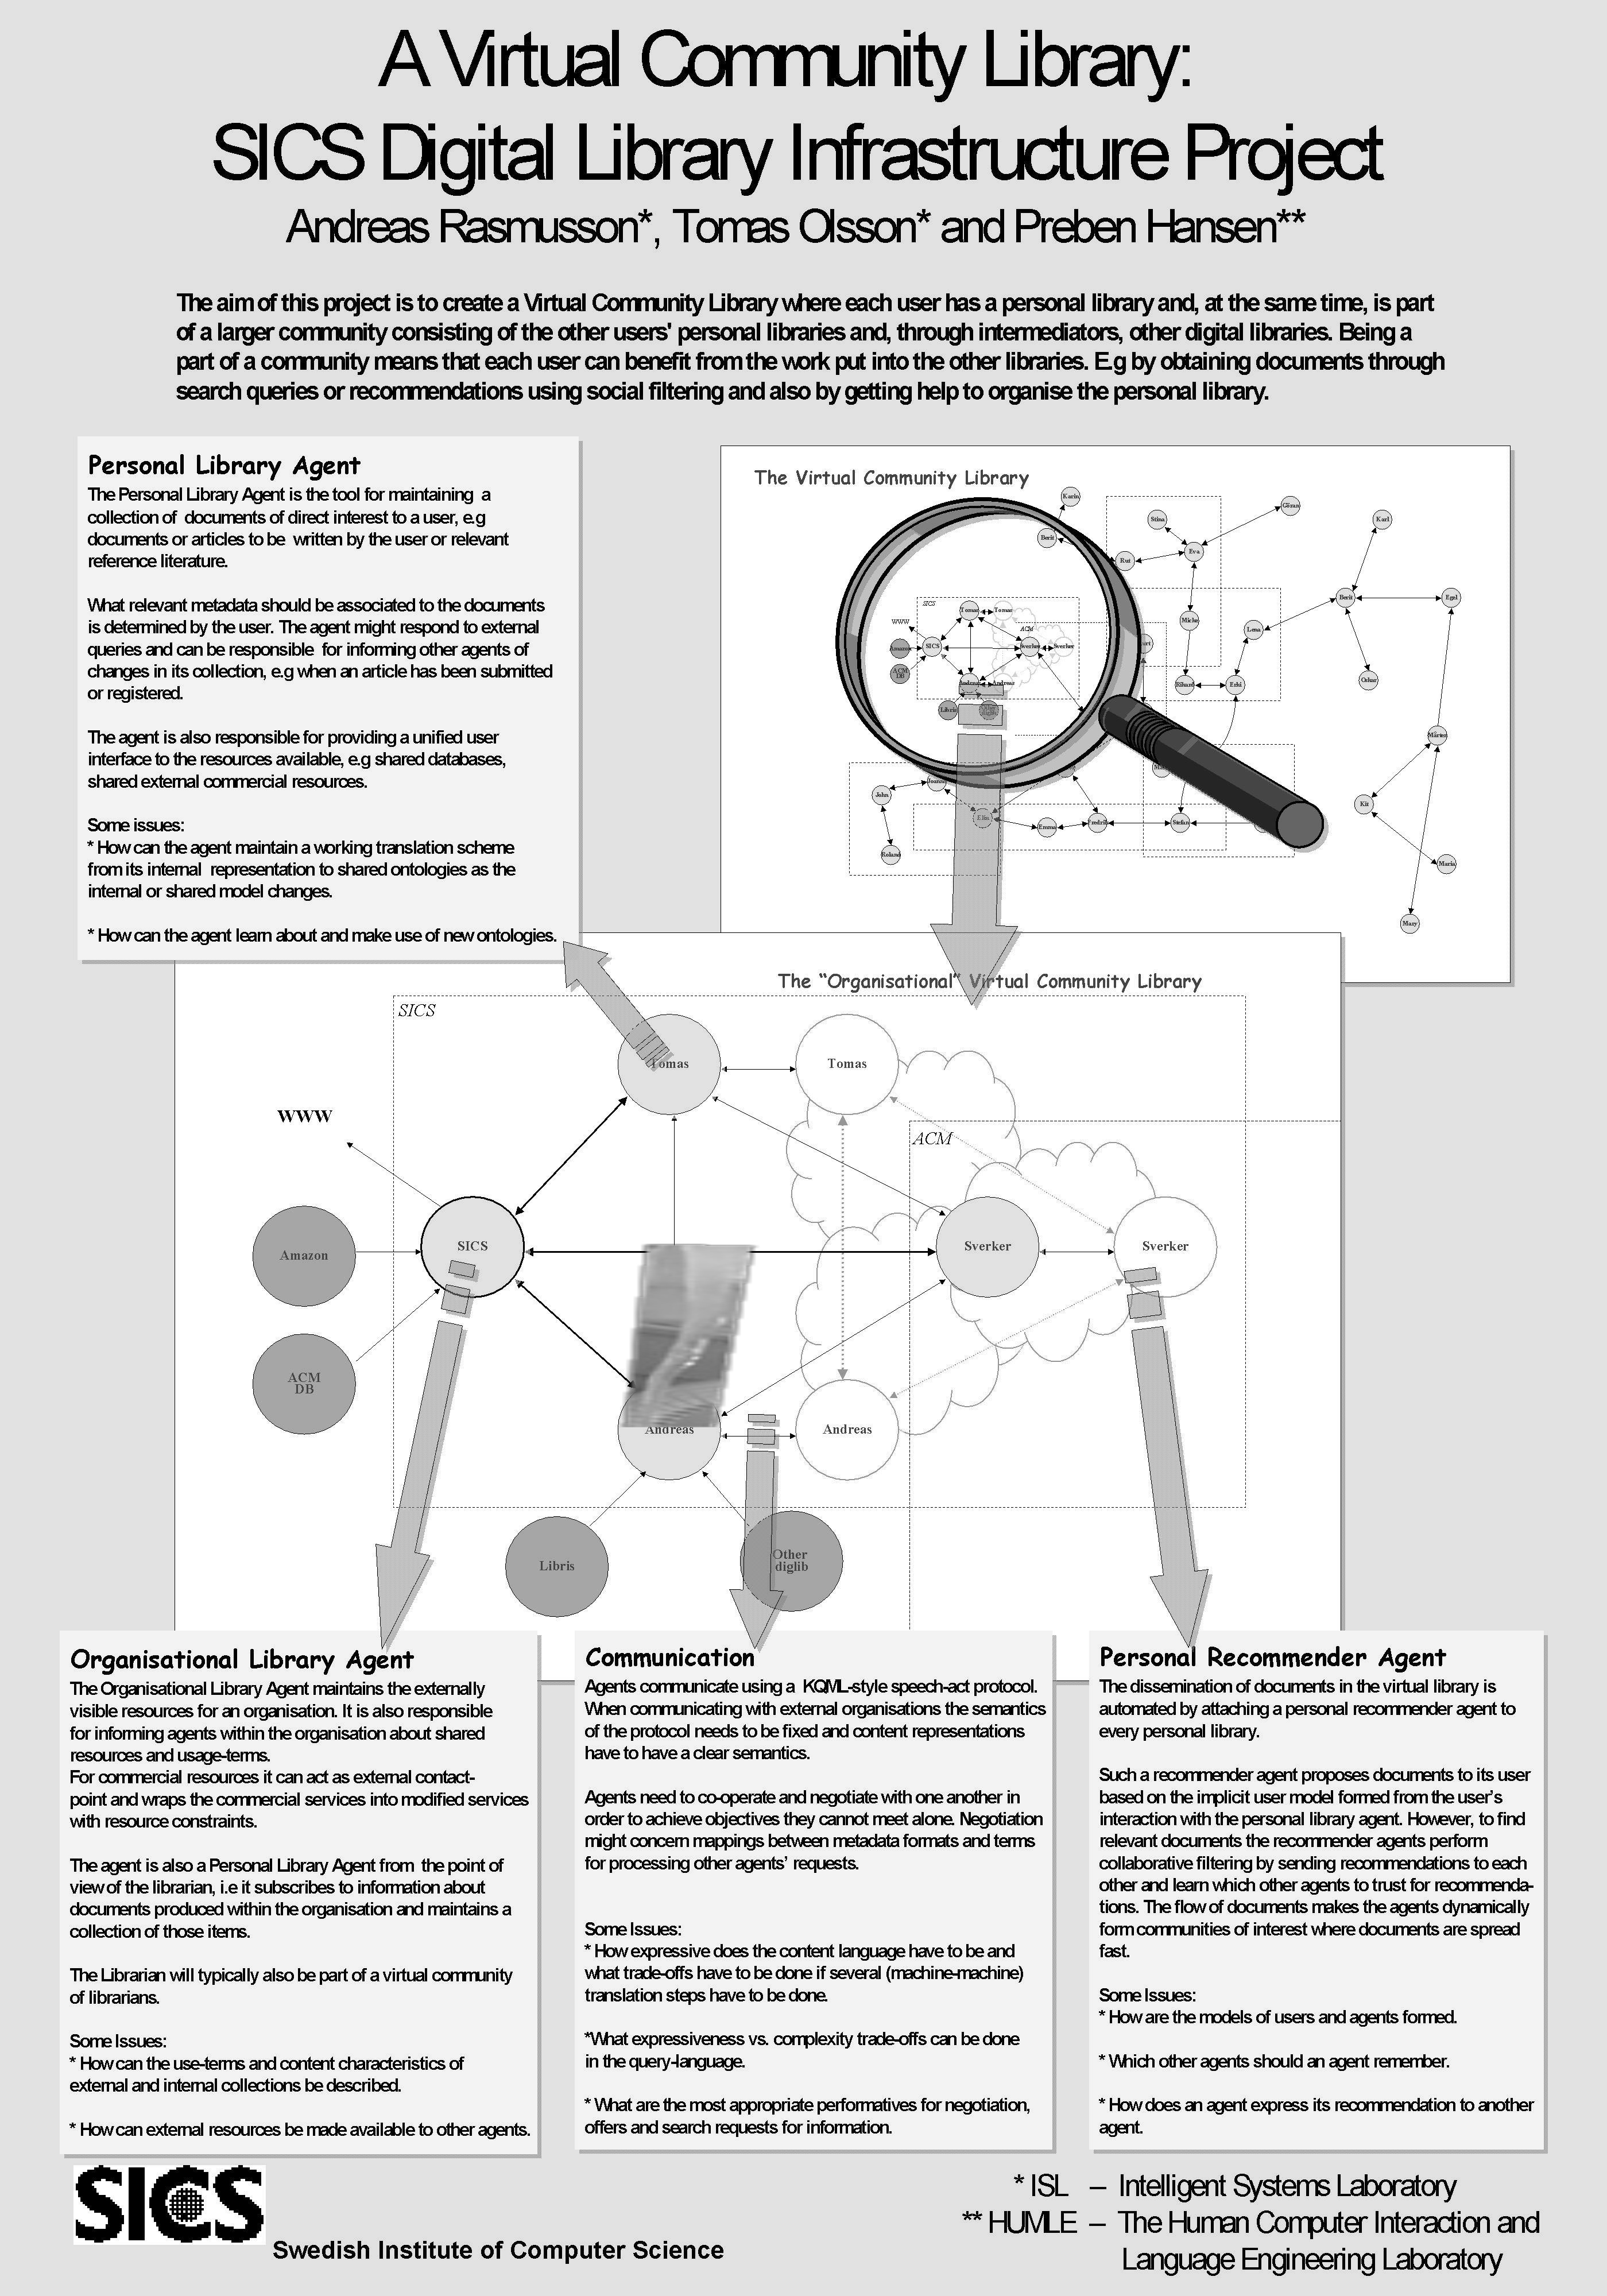 A Virtual Community Library:
SICS Digital Library Infrastructure Project
Andreas Rasmusson*, Tomas Olsson* and Preben Hansen**
The aim of this project is to create a Virtual Community Library where each user has a personal library and, at the same time, is part
of a larger community consisting of the other users' personal libraries and, through intermediators, other digital libraries. Being a
part of a community means that each user can benefit from the work put into the other libraries. E.g by obtaining documents through
search queries or recommendations using social filtering and also by getting help to organise the personal library.
Personal Library Agent
The Personal Library Agent is the tool for maintaining a
collection of documents of direct interest to a user, e.g
documents or articles to be written by the user or relevant
reference literature.
What relevant metadata should be associated to the documents
is determined by the user. The agent might respond to external
queries and can be responsible for informing other agents of
changes in its collection, e.g when an article has been submitted
or registered.
The agent is also responsible for providing a unified user
interface to the resources available, e.g shared databases,
shared external commercial resources.
Some issues:
* How can the agent maintain a working translation scheme
from its internal representation to shared ontologies as the
internal or shared model changes.
* How can the agent learn about and make use of new ontologies.
The Virtual Community Library
Karin
Berit
Stina
Rut
Eva
Göran
Karl
Berit
Egil
Oskar
Lena
Micke
Rikard
Ecki
SICS
Tomas
Tomas
WWW
ACM
Amazon
SICS
Sverker
Sverker
ACM
DB
Andreas
Andreas
Libris
John
Roland
Elin
Emma
Fredrik
Stefan
Mårten
Kit
Maria
Mary
The “Organisational” Virtual Community Library
SICS
Tomas
Tomas
WWW
ACM
Amazon
SICS
Sverker
Sverker
ACM
DB
Andreas
Andreas
Libris
Other
diglib
Organisational Library Agent
The Organisational Library Agent maintains the externally
visible resources for an organisation. It is also responsible
for informing agents within the organisation about shared
resources and usage-terms.
For commercial resources it can act as external contact-
point and wraps the commercial services into modified services
with resource constraints.
The agent is also a Personal Library Agent from the point of
view of the librarian, i.e it subscribes to information about
documents produced within the organisation and maintains a
collection of those items.
The Librarian will typically also be part of a virtual community
of librarians.
Some Issues:
* How can the use-terms and content characteristics of
external and internal collections be described.
* How can external resources be made available to other agents.
Communication
Agents communicate using a KQML-style speech-act protocol.
When communicating with external organisations the semantics
of the protocol needs to be fixed and content representations
have to have a clear semantics.
Agents need to co-operate and negotiate with one another in
order to achieve objectives they cannot meet alone. Negotiation
might concern mappings between metadata formats and terms
for processing other agents’ requests.
Some Issues:
* How expressive does the content language have to be and
what trade-offs have to be done if several (machine-machine)
translation steps have to be done.
*What expressiveness vs. complexity trade-offs can be done
in the query-language.
* What are the most appropriate performatives for negotiation,
offers and search requests for information.
Personal Recommender Agent
The dissemination of documents in the virtual library is
automated by attaching a personal recommender agent to
every personal library.
Such a recommender agent proposes documents to its user
based on the implicit user model formed from the user’s
interaction with the personal library agent. However, to find
relevant documents the recommender agents perform
collaborative filtering by sending recommendations to each
other and learn which other agents to trust for recommenda-
tions. The flow of documents makes the agents dynamically
form communities of interest where documents are spread
fast.
Some Issues:
* How are the models of users and agents formed.
* Which other agents should an agent remember.
* How does an agent express its recommendation to another
agent.
SICS
Swedish Institute of Computer Science
* ISL – Intelligent Systems Laboratory
** HUMLE – The Human Computer Interaction and
Language Engineering Laboratory